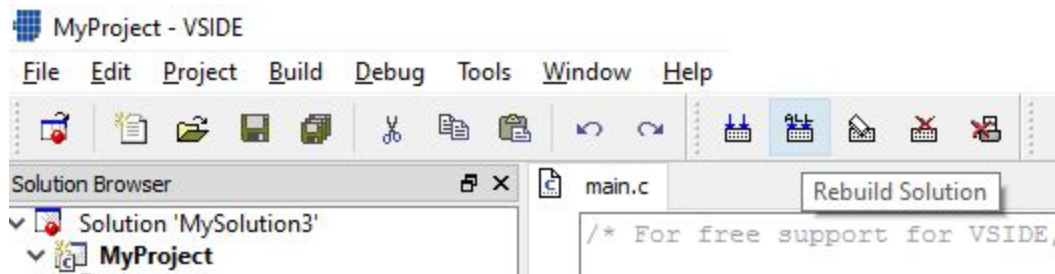 MyProject - VSIDE
File Edit Project Build Debug Tools Window Help
ALL
Solution Browser
main.c
Rebuild Solution
Solution 'MySolution3'
/* For free support for VSIDE,
MyProject